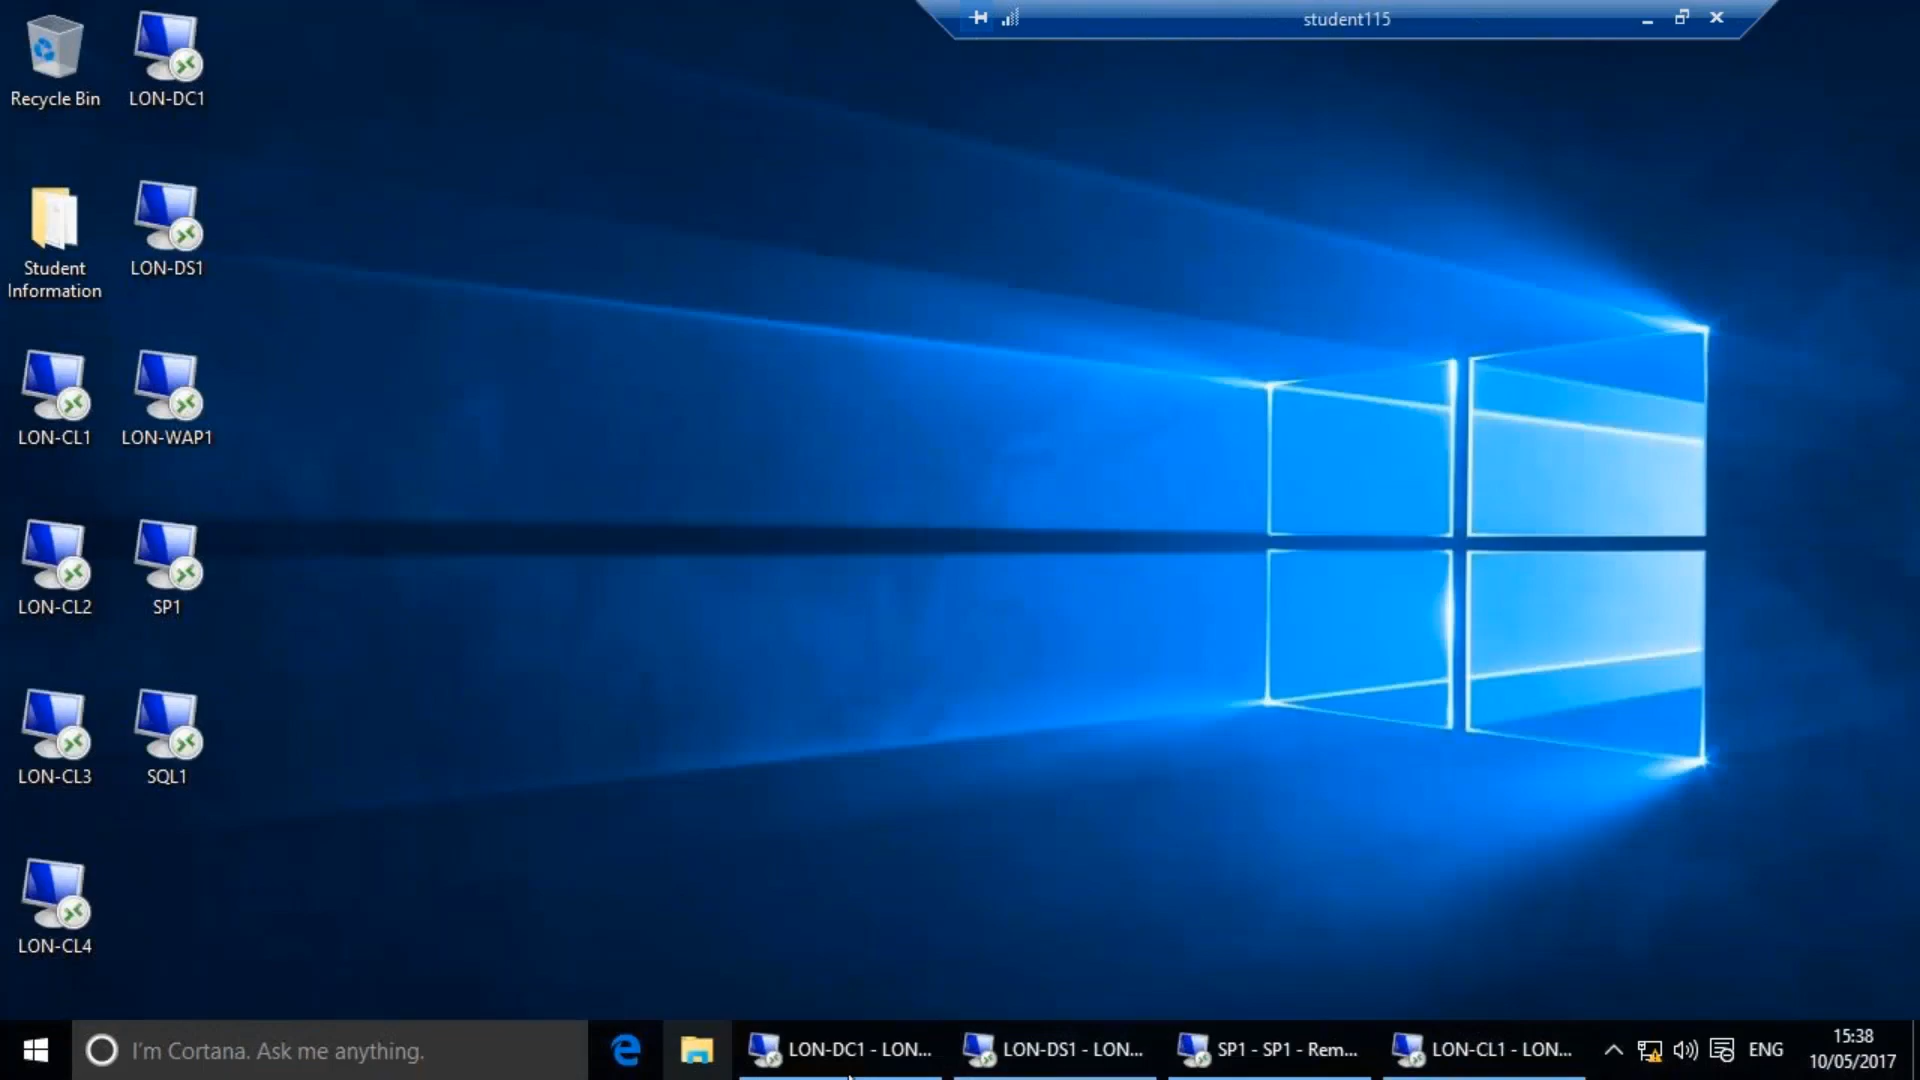 student115
Recycle Bin
LON-DC1
Student
Information
LON-DS1
LON-CL1
LON-WAP1
LON-CL2
SP1
LON-CL3
SQL1
LON-CL4
I'm Cortana. Ask me anything.
LON-DC1 - LON...
LON-DS1 - LON...
SP1 - SP1 - Rem...
LON-CL1 - LON...
ENG
15:38
10/05/2017